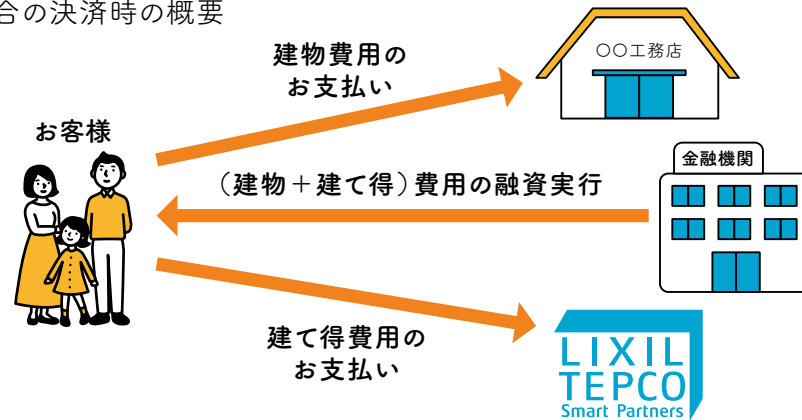 合の決済時の概要
建物費用の
お支払い
〇〇工務店
お客様
金融機関
（建物＋建て得）費用の融資実行
建て得費用の
お支払い
LIXIL
TEPCO
Smart Partners